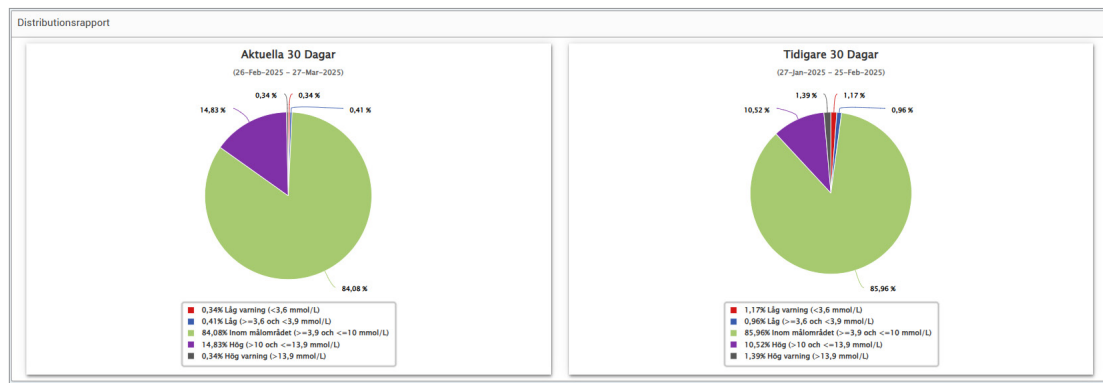 Distributionsrapport
Aktuella 30 Dagar
(26-Feb-2025 - 27-Mar-2025)
0,34 %
0,34 %
14,83 %
0,41 %
84,08 %
0,34% Låg varning (<3,6 mmol/L)
0,41% Låg (>=3,6 och <3,9 mmol/L)
84,08% Inom målområdet (>=3,9 och <=10 mmol/L)
14,83% Hög (>10 och <=13,9 mmol/L)
0,34% Hög varning (>13,9 mmol/L)
Tidigare 30 Dagar
(27-Jan-2025 - 25-Feb-2025)
1,39 %
1,17 %
10,52 %
0,96 %
85,96 %
1,17% Låg varning (<3,6 mmol/L)
0,96% Låg (>=3,6 och <3,9 mmol/L)
85,96% Inom målområdet (>=3,9 och <=10 mmol/L)
10,52% Hög (>10 och <=13,9 mmol/L)
1,39% Hög varning (>13,9 mmol/L)